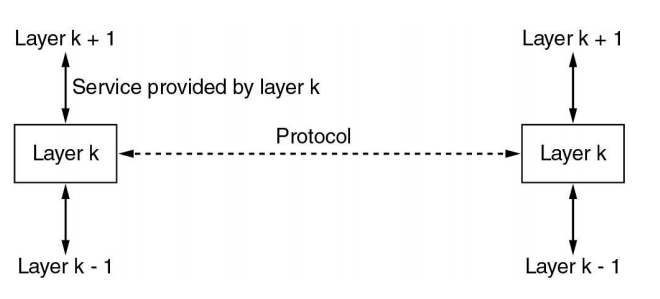 Layer k + 1
Layer k + 1
Service provided by layer k
Protocol
Layer k
Layer k
Layer k - 1
Layer k - 1